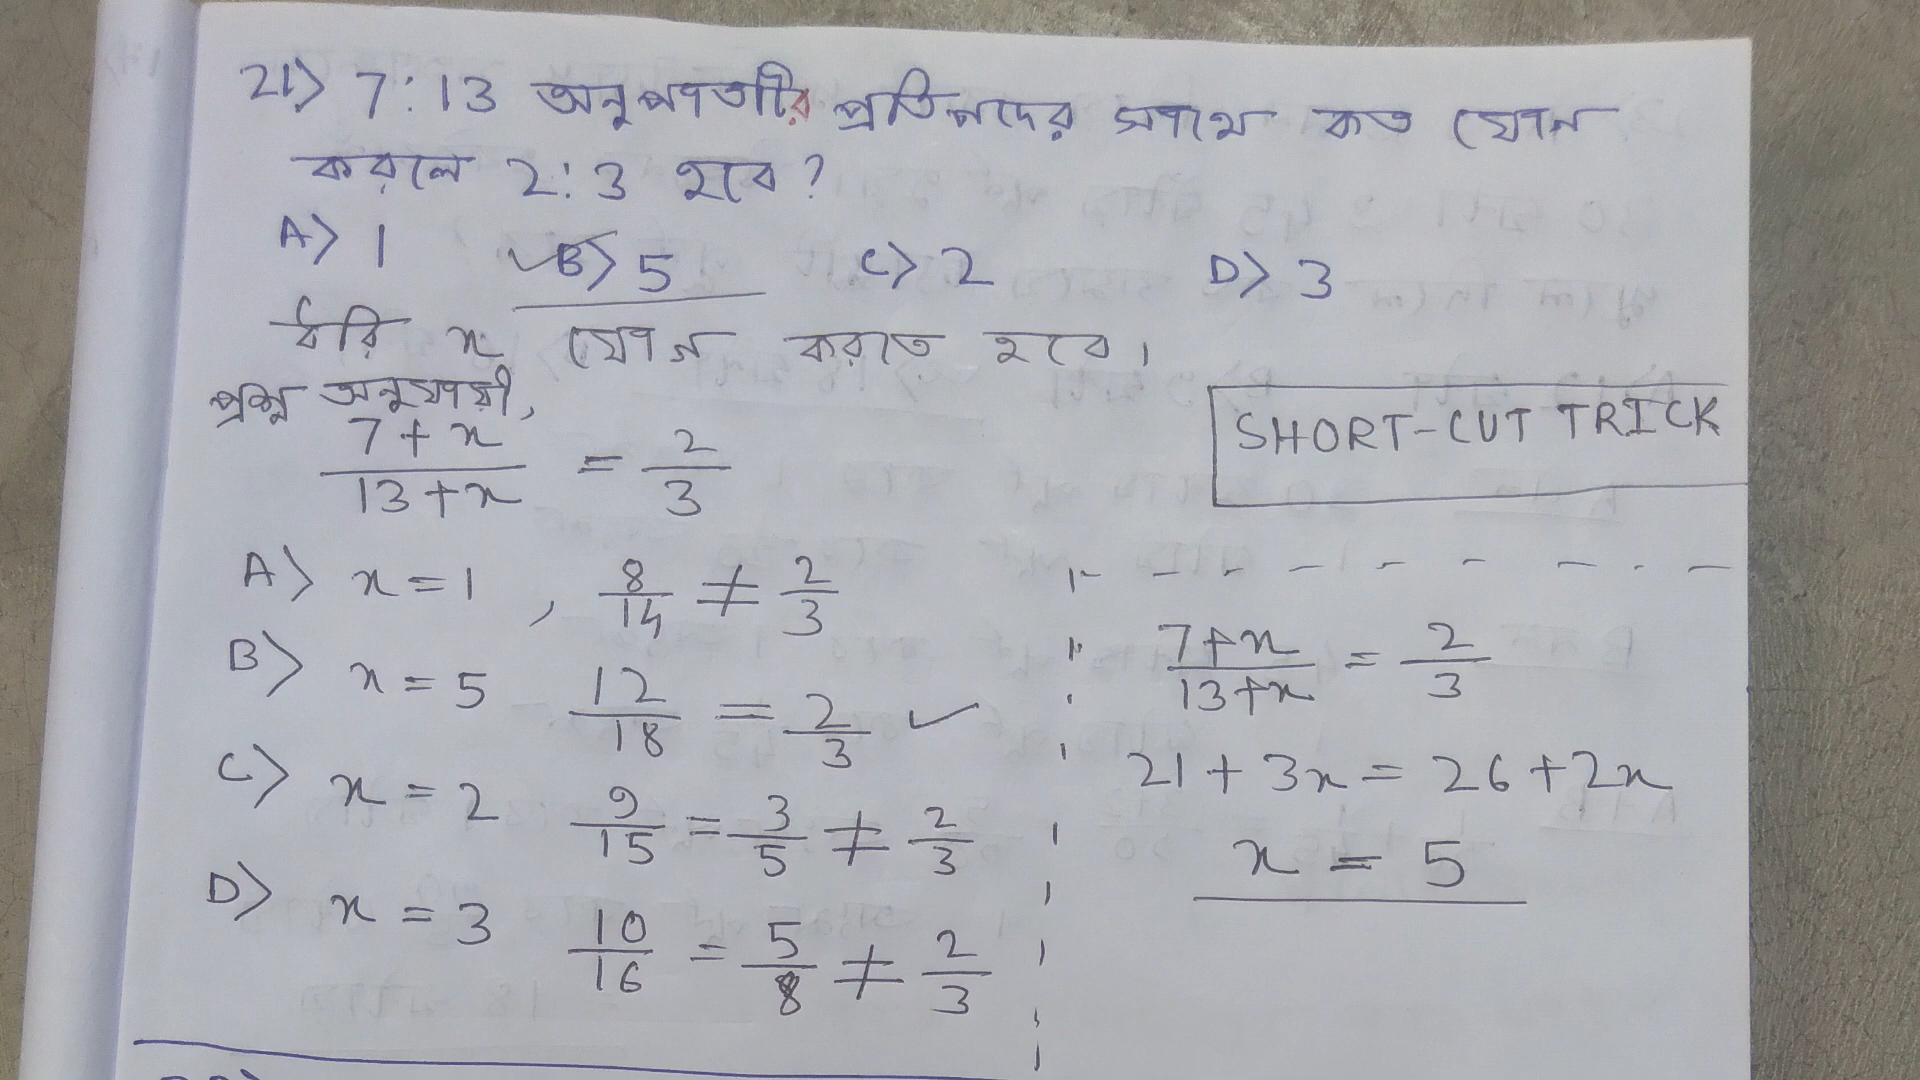 21> 7:13 অনুপাতটির প্রতিপদের সাথে কত যোগ
করলে 2:3 হবে?
A> 1 ✓B> 5 C> 2 D> 3
ধরি x যোগ করতে হবে।
প্রশ্ন অনুযায়ী,
7+x / 13+x = 2/3
SHORT-CUT TRICK
A> x = 1, 8/14 ≠ 2/3
B> x = 5 12/18 = 2/3 ✓
C> x = 2 9/15 = 3/5 ≠ 2/3
D> x = 3 10/16 = 5/8 ≠ 2/3
7+x / 13+x = 2/3
21 + 3x = 26 + 2x
x = 5